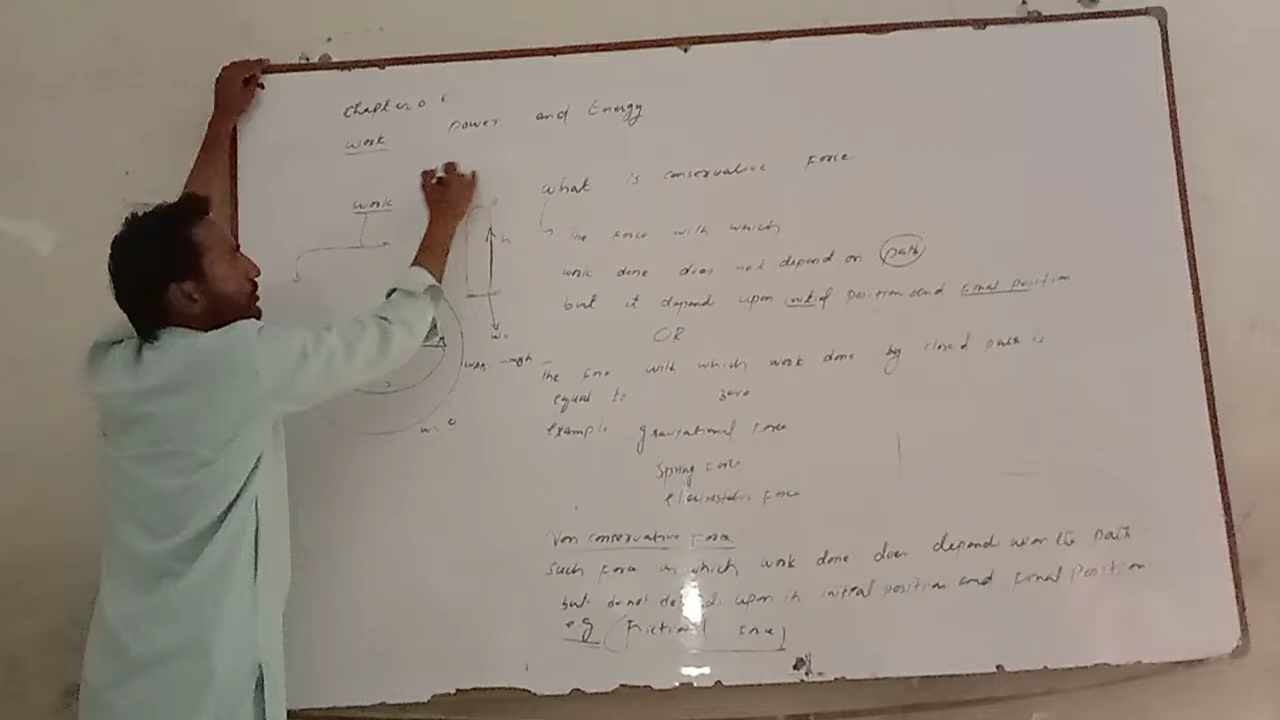 Chapter 0
work power and Energy
work
h
what is conservative Force
the Force with which
work done does not depend on path
but it depend upon initial position and final position
OR
the Force with which work done by closed path is
equal to zero
example gravitational Force
Spring Force
electrostatic Force
Non conservative Force
such Force in which work done does depend upon the path
but do not depends upon it initial position and Final Position
eg (Frictional Force)